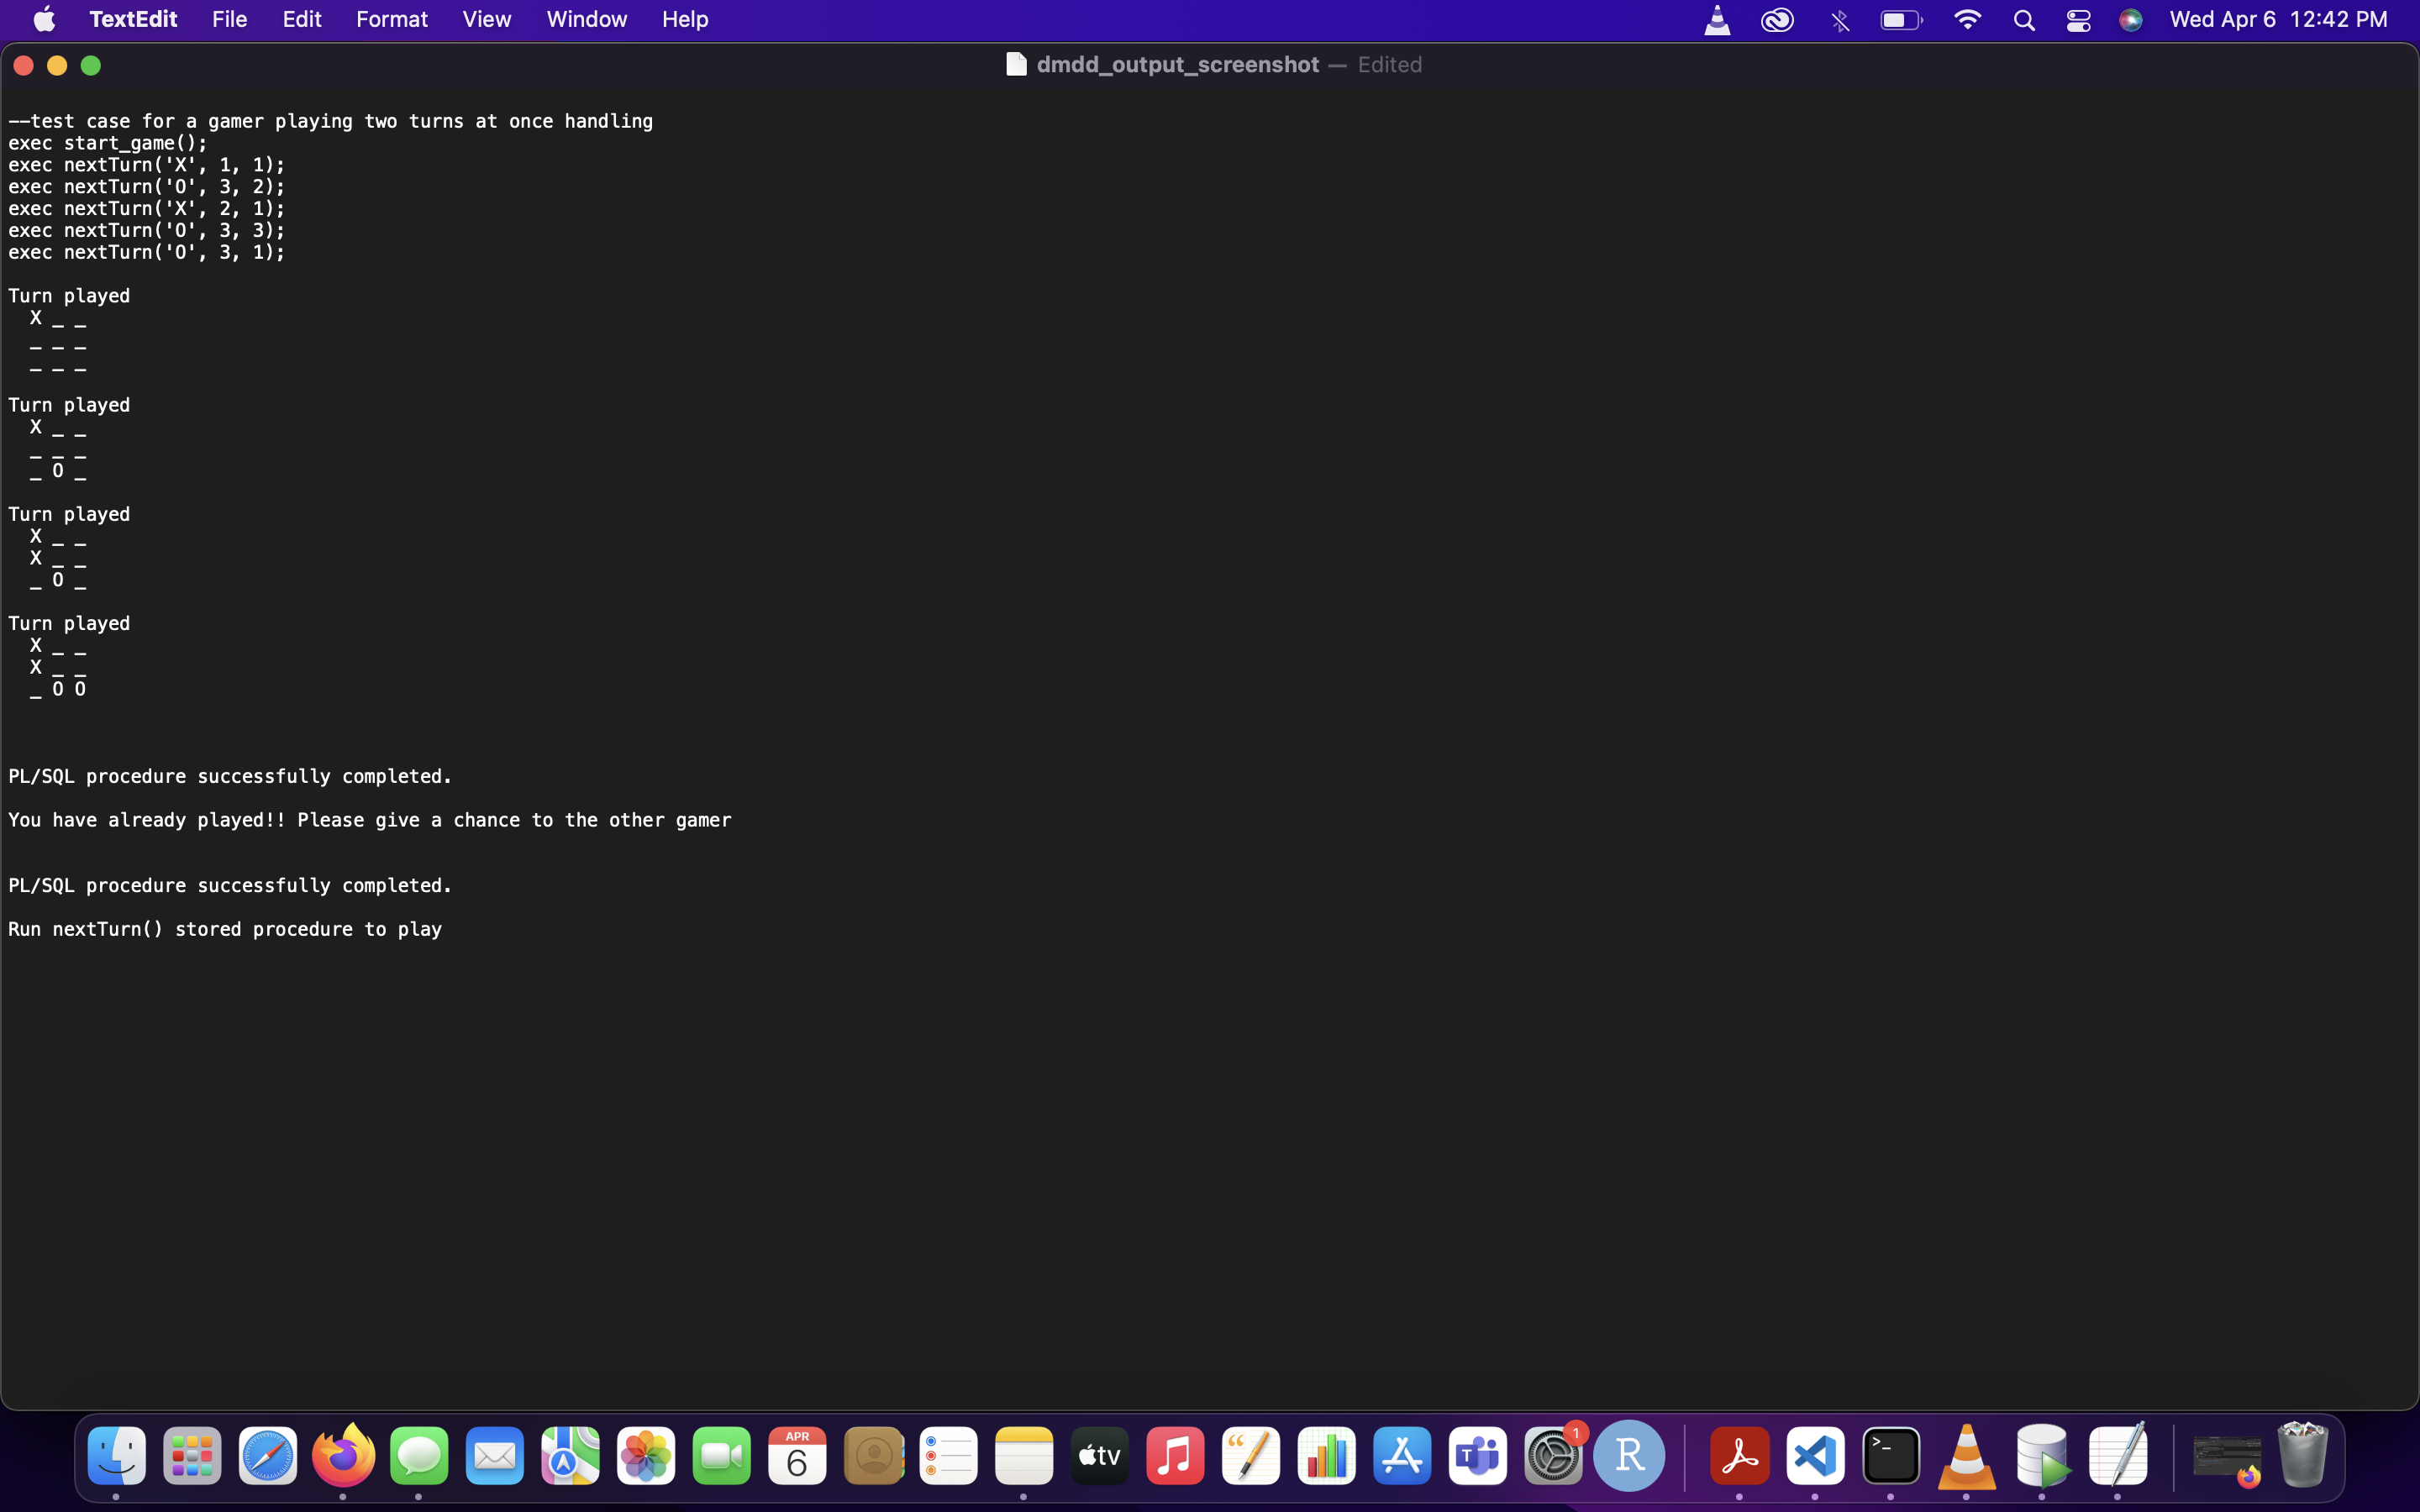 TextEdit File Edit Format View Window Help Wed Apr 6 12:42 PM
dmdd_output_screenshot — Edited
--test case for a gamer playing two turns at once handling
exec start_game();
exec nextTurn('X', 1, 1);
exec nextTurn('O', 3, 2);
exec nextTurn('X', 2, 1);
exec nextTurn('O', 3, 3);
exec nextTurn('O', 3, 1);
Turn played
X _ _
_ _ _
_ _ _
Turn played
X _ _
_ _ _
_ O _
Turn played
X _ _
X _ _
_ O _
Turn played
X _ _
X _ _
_ O O
PL/SQL procedure successfully completed.
You have already played!! Please give a chance to the other gamer
PL/SQL procedure successfully completed.
Run nextTurn() stored procedure to play
APR
6
tv
T
1
R
>_